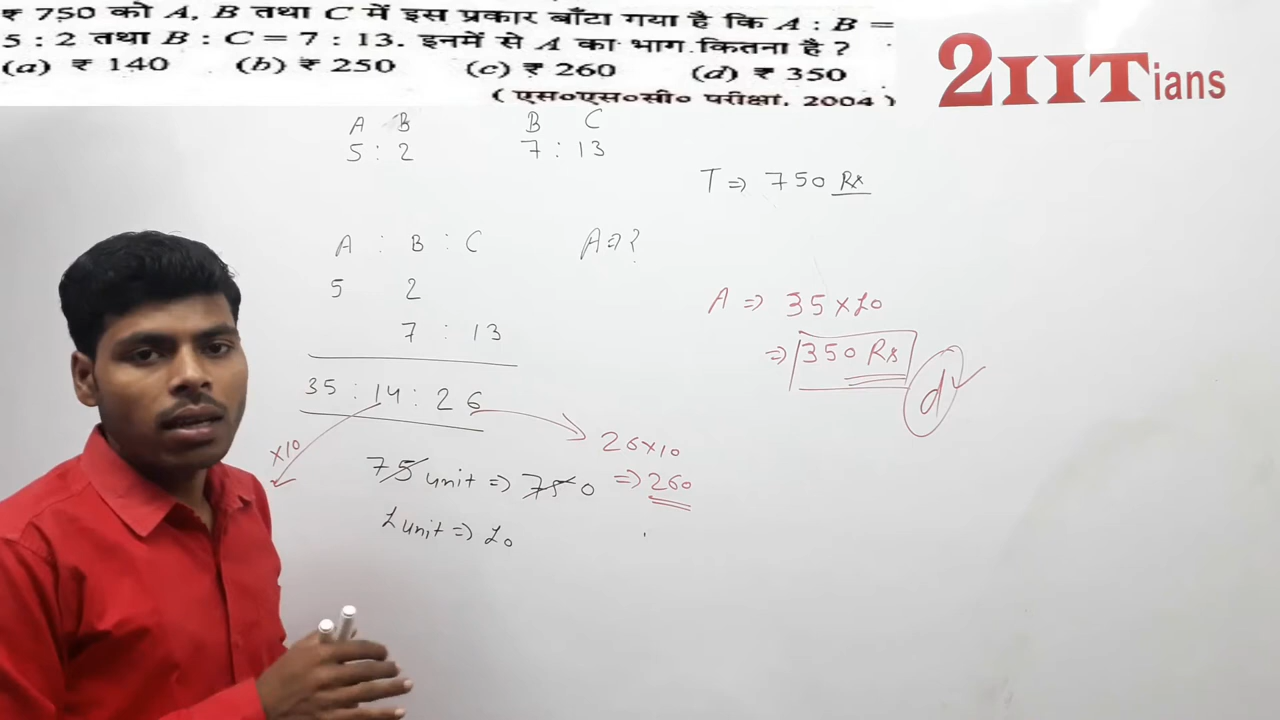 ₹ 750 को A, B तथा C में इस प्रकार बाँटा गया है कि A : B =
5 : 2 तथा B : C = 7 : 13. इनमें से A का भाग कितना है ?
(a) ₹ 140 (b) ₹ 250 (c) ₹ 260 (d) ₹ 350
( एस०एस०सी० परीक्षा, 2004 )
2IITians
A B B C
5 : 2 7 : 13
T ⇒ 750 Rs
A : B : C A ⇒ ?
5 2
7 : 13
35 : 14 : 26
A ⇒ 35 × 10
⇒ 350 Rs
d
×10
26×10
⇒ 260
75 unit ⇒ 750
1 unit ⇒ 10